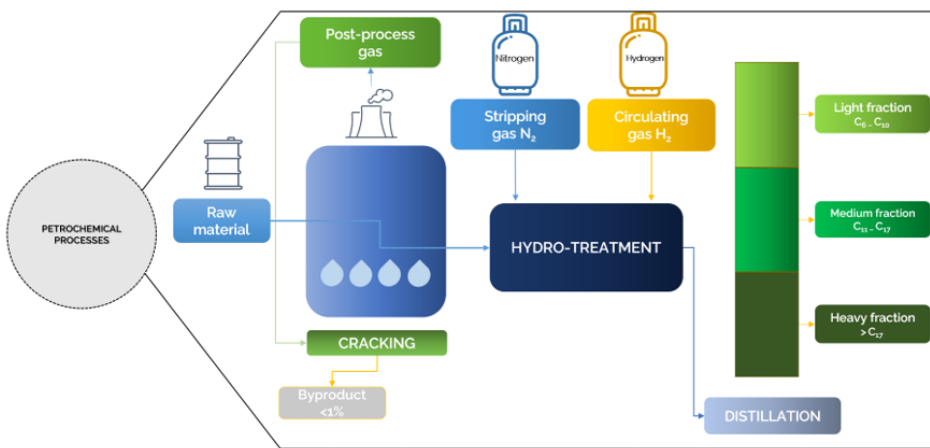 Post-process
gas
Nitrogen
Hydrogen
Stripping
gas N₂
Circulating
gas H₂
Light fraction
C₆ – C₁₀
Raw
material
PETROCHEMICAL
PROCESSES
HYDRO-TREATMENT
Medium fraction
C₁₁ – C₁₇
Heavy fraction
> C₁₇
CRACKING
Byproduct
<1%
DISTILLATION